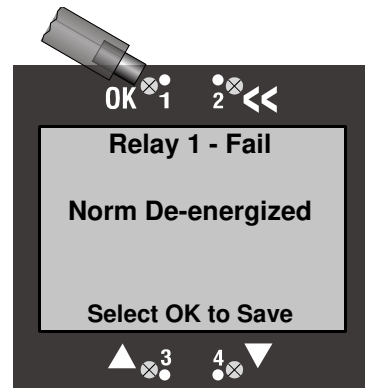 OK 1 2 <<
Relay 1 - Fail
Norm De-energized
Select OK to Save
3 4